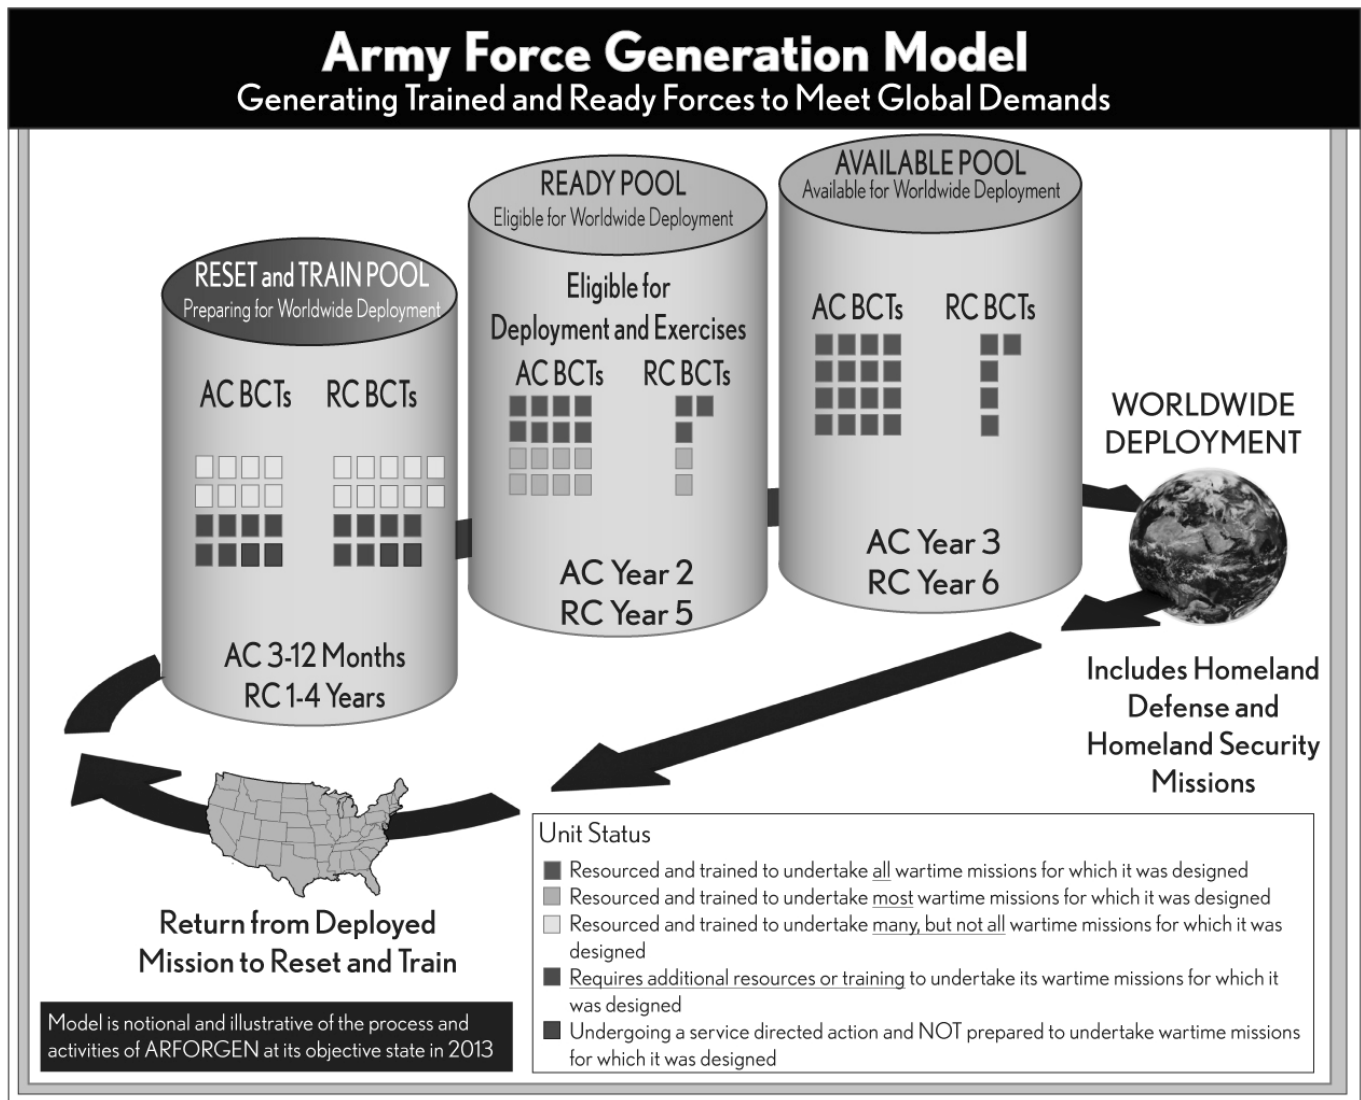 Army Force Generation Model
Generating Trained and Ready Forces to Meet Global Demands
RESET and TRAIN POOL
Preparing for Worldwide Deployment
AC BCTs RC BCTs
AC 3-12 Months
RC 1-4 Years
READY POOL
Eligible for Worldwide Deployment
Eligible for
Deployment and Exercises
AC BCTs RC BCTs
AC Year 2
RC Year 5
AVAILABLE POOL
Available for Worldwide Deployment
AC BCTs RC BCTs
AC Year 3
RC Year 6
WORLDWIDE
DEPLOYMENT
Includes Homeland
Defense and
Homeland Security
Missions
Return from Deployed
Mission to Reset and Train
Model is notional and illustrative of the process and
activities of ARFORGEN at its objective state in 2013
Unit Status
Resourced and trained to undertake all wartime missions for which it was designed
Resourced and trained to undertake most wartime missions for which it was designed
Resourced and trained to undertake many, but not all wartime missions for which it was
designed
Requires additional resources or training to undertake its wartime missions for which it
was designed
Undergoing a service directed action and NOT prepared to undertake wartime missions
for which it was designed